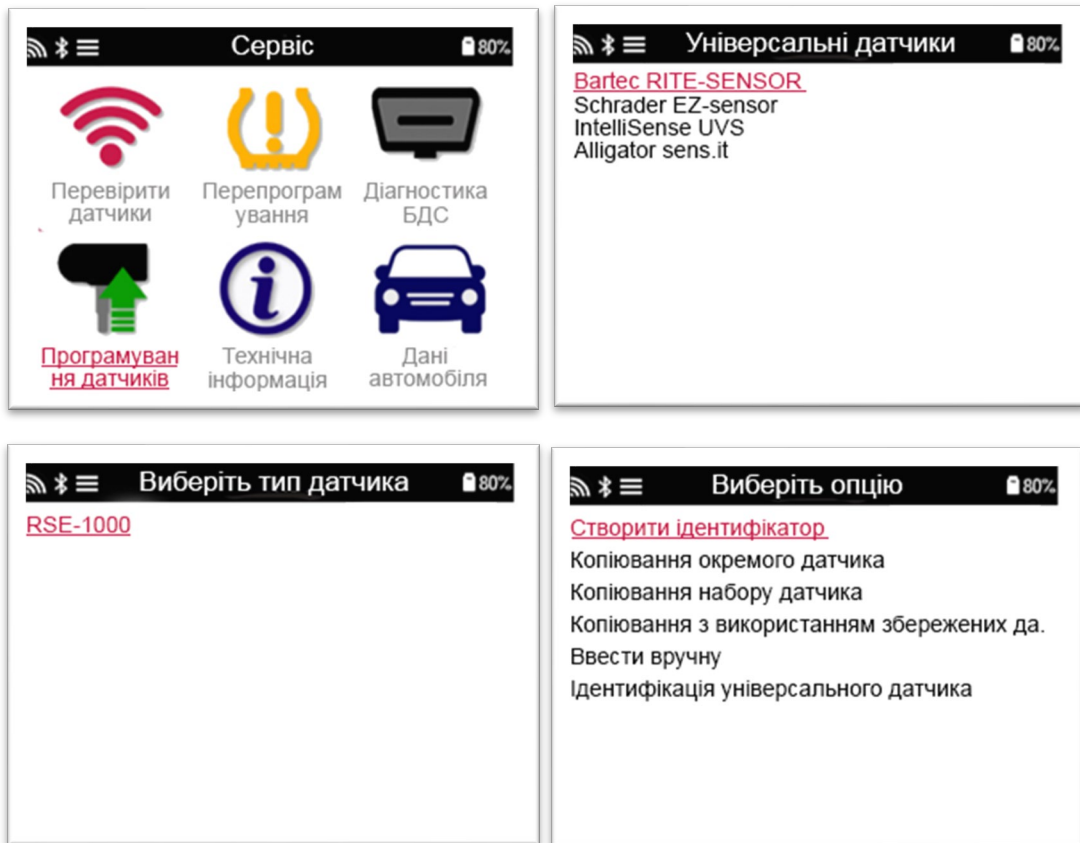 Сервіс
80%
Перевірити
датчики
Перепрограм
ування
Діагностика
БДС
Програмуван
ня датчиків
Технічна
інформація
Дані
автомобіля
Універсальні датчики
80%
Bartec RITE-SENSOR
Schrader EZ-sensor
IntelliSense UVS
Alligator sens.it
Виберіть тип датчика
80%
RSE-1000
Виберіть опцію
80%
Створити ідентифікатор
Копіювання окремого датчика
Копіювання набору датчика
Копіювання з використанням збережених да.
Ввести вручну
Ідентифікація універсального датчика